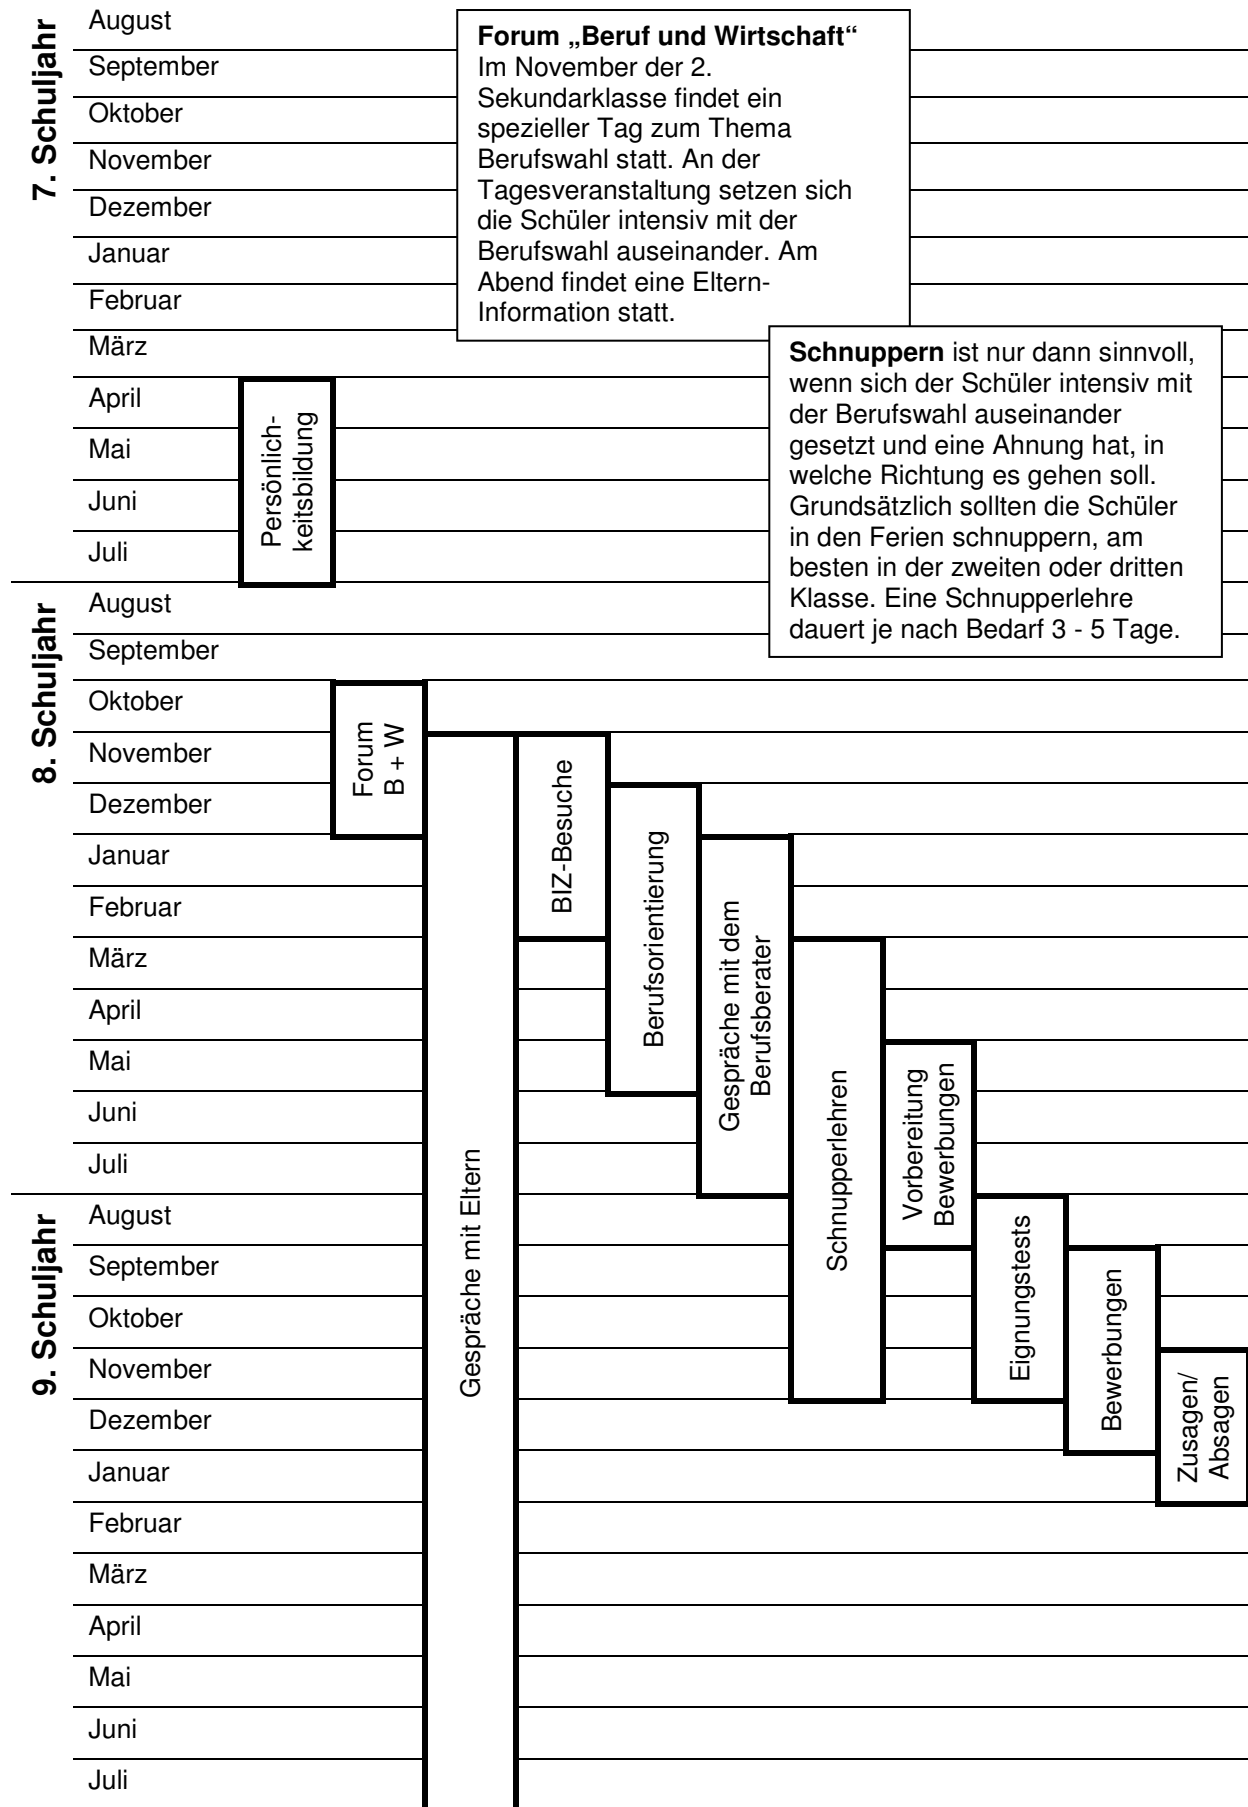 7. Schuljahr
August
September
Oktober
November
Dezember
Januar
Februar
März
April
Mai
Juni
Juli
Forum „Beruf und Wirtschaft“
Im November der 2.
Sekundarklasse findet ein
spezieller Tag zum Thema
Berufswahl statt. An der
Tagesveranstaltung setzen sich
die Schüler intensiv mit der
Berufswahl auseinander. Am
Abend findet eine Eltern-
Information statt.
Schnuppern ist nur dann sinnvoll,
wenn sich der Schüler intensiv mit
der Berufswahl auseinander
gesetzt und eine Ahnung hat, in
welche Richtung es gehen soll.
Grundsätzlich sollten die Schüler
in den Ferien schnuppern, am
besten in der zweiten oder dritten
Klasse. Eine Schnupperlehre
dauert je nach Bedarf 3 - 5 Tage.
Persönlich-
keitsbildung
8. Schuljahr
August
September
Oktober
November
Dezember
Januar
Februar
März
April
Mai
Juni
Juli
Forum
B + W
Gespräche mit Eltern
BIZ-Besuche
Berufsorientierung
Gespräche mit dem
Berufsberater
Schnupperlehren
Vorbereitung
Bewerbungen
9. Schuljahr
August
September
Oktober
November
Dezember
Januar
Februar
März
April
Mai
Juni
Juli
Eignungstests
Bewerbungen
Zusagen/
Absagen